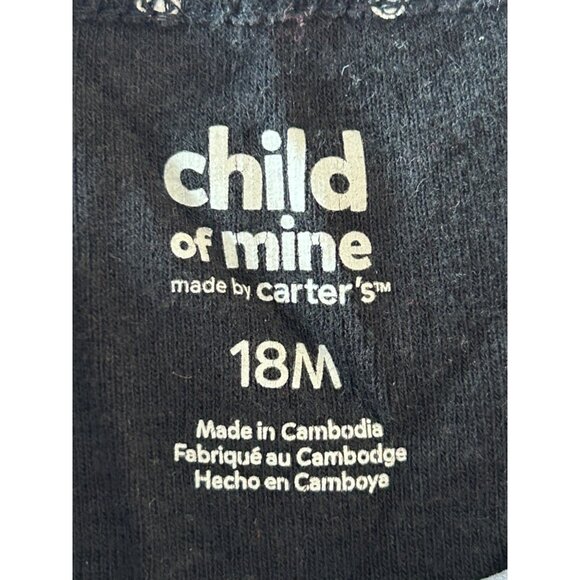 child
of mine
made by carter's™
18M
Made in Cambodia
Fabriqué au Cambodge
Hecho en Camboya